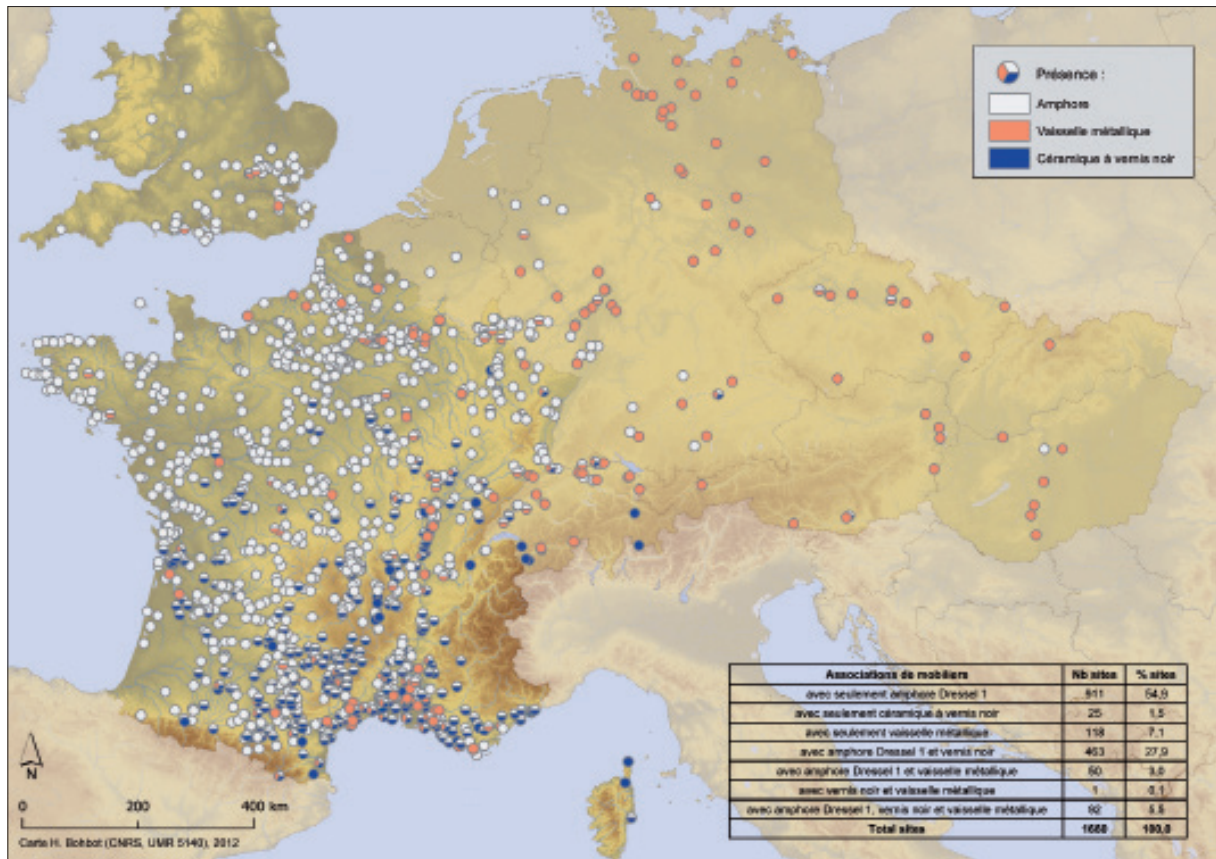 Présence :
Amphore
Vaisselle métallique
Céramique à vernis noir
Associations de mobiliers Nb sites % sites
avec seulement amphore Dressel 1 911 54,9
avec seulement céramique à vernis noir 25 1,5
avec seulement vaisselle métallique 118 7,1
avec amphore Dressel 1 et vernis noir 463 27,9
avec amphore Dressel 1 et vaisselle métallique 50 3,0
avec vernis noir et vaisselle métallique 1 0,1
avec amphore Dressel 1, vernis noir et vaisselle métallique 92 5,5
Total sites 1660 100,0
N
0 200 400 km
Carte H. Bohbot (CNRS, UMR 5140), 2012